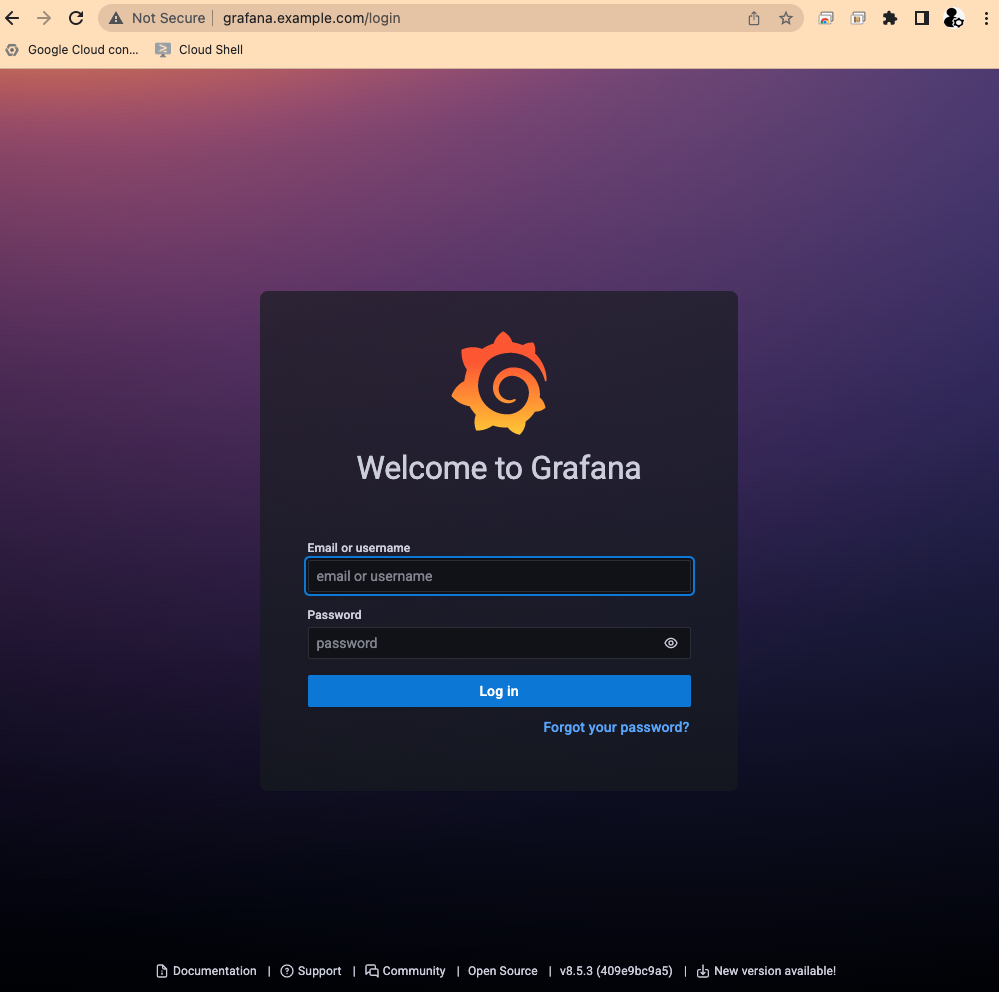 Not Secure | grafana.example.com/login
Google Cloud con... Cloud Shell
Welcome to Grafana
Email or username
email or username
Password
password
Log in
Forgot your password?
Documentation | Support | Community | Open Source | v8.5.3 (409e9bc9a5) | New version available!